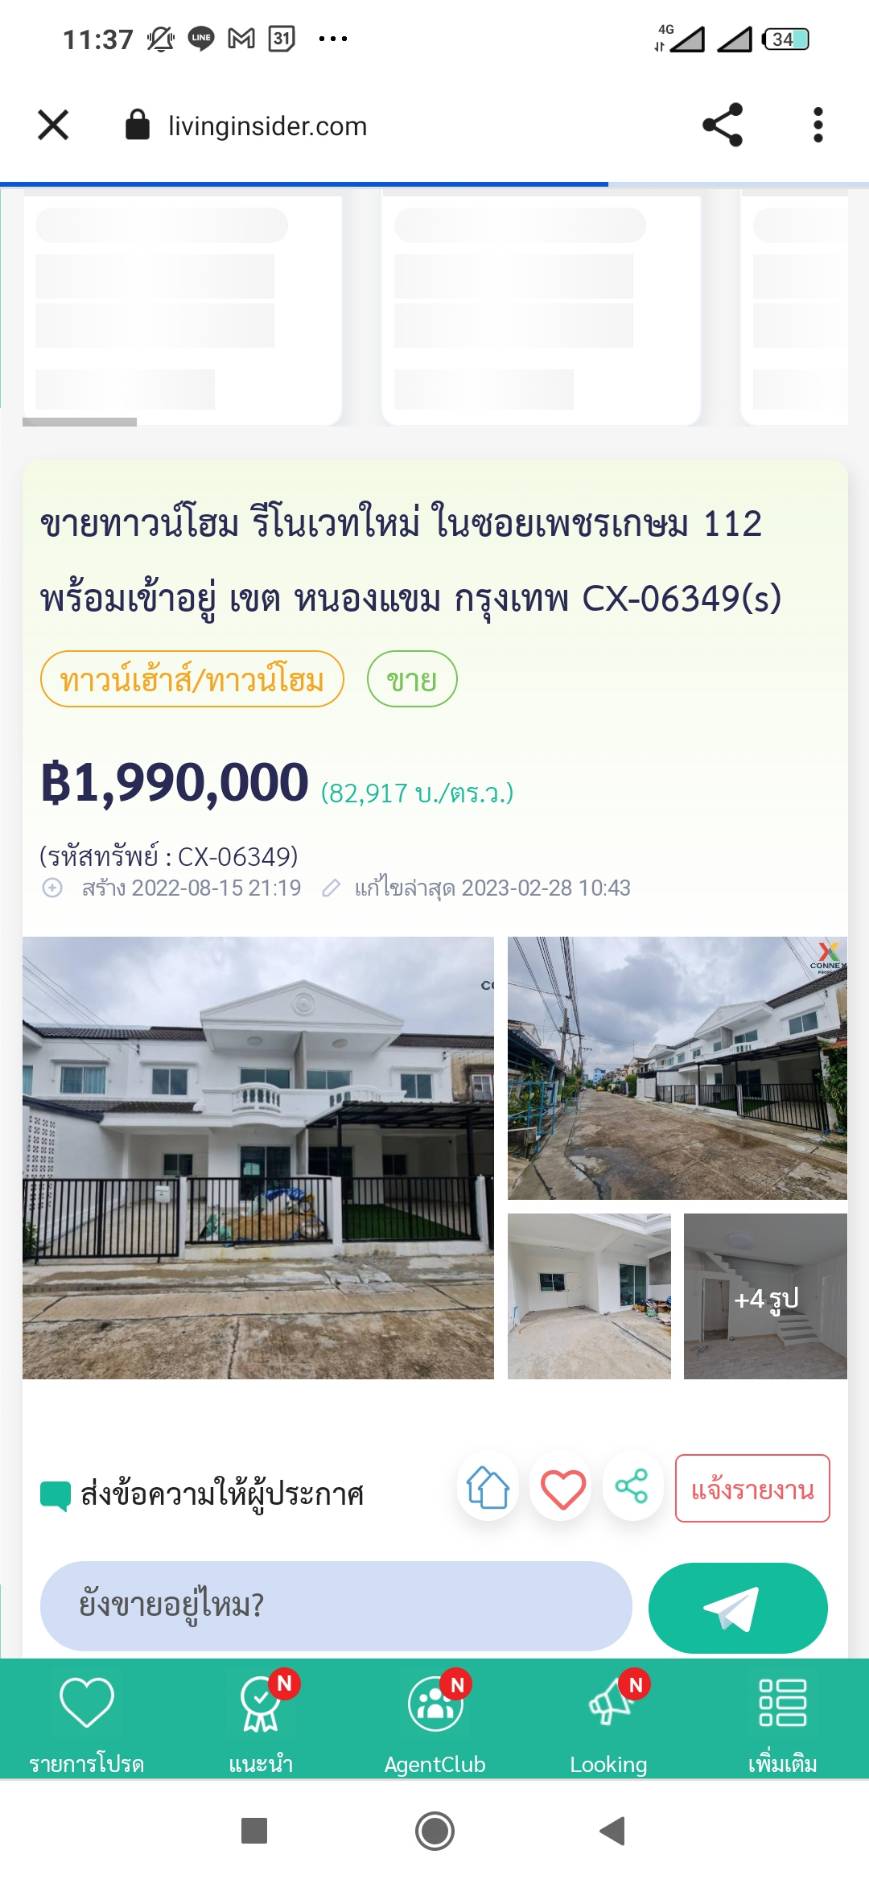 11:37
LINE
31
4G
34
livinginsider.com
ขายทาวน์โฮม รีโนเวทใหม่ ในซอยเพชรเกษม 112
พร้อมเข้าอยู่ เขต หนองแขม กรุงเทพ CX-06349(s)
ทาวน์เฮ้าส์/ทาวน์โฮม
ขาย
฿1,990,000 (82,917 บ./ตร.ว.)
(รหัสทรัพย์ : CX-06349)
สร้าง 2022-08-15 21:19 แก้ไขล่าสุด 2023-02-28 10:43
CONNEX
+4 รูป
ส่งข้อความให้ผู้ประกาศ
แจ้งรายงาน
ยังขายอยู่ไหม?
N
N
N
รายการโปรด
แนะนำ
AgentClub
Looking
เพิ่มเติม